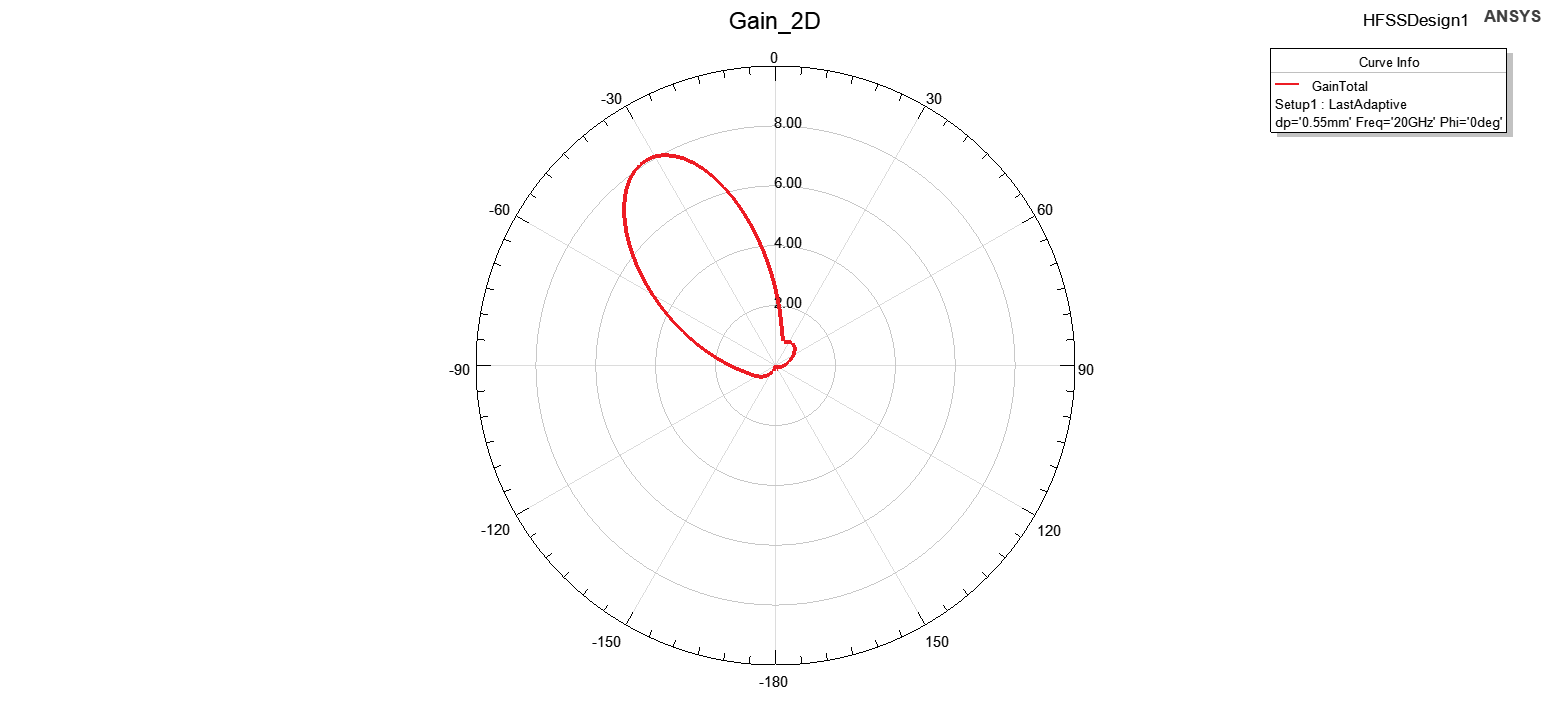 Gain_2D
HFSSDesign1
ANSYS
Curve Info
GainTotal
Setup1 : LastAdaptive
dp='0.55mm' Freq='20GHz' Phi='0deg'
0
-30
30
8.00
6.00
-60
60
4.00
2.00
-90
90
-120
120
-150
150
-180